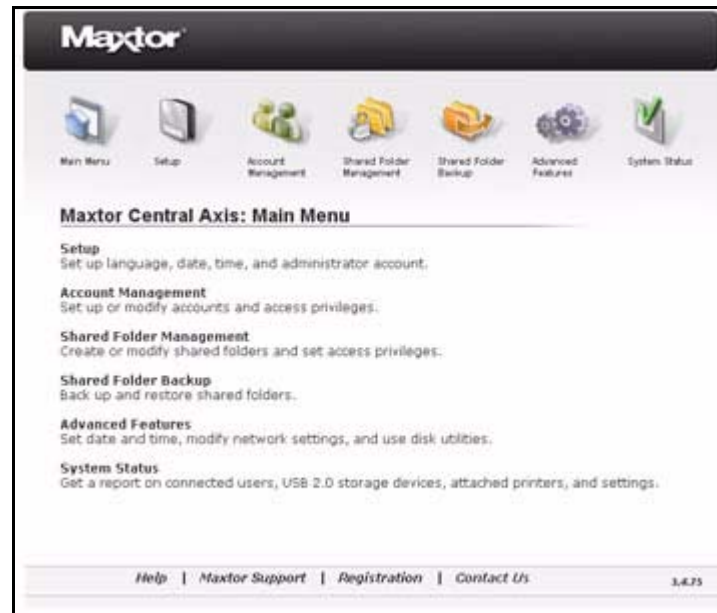 Maxtor
Main Menu
Setup
Account Management
Shared Folder Management
Shared Folder Backup
Advanced Features
System Status
Maxtor Central Axis: Main Menu
Setup
Set up language, date, time, and administrator account.
Account Management
Set up or modify accounts and access privileges.
Shared Folder Management
Create or modify shared folders and set access privileges.
Shared Folder Backup
Back up and restore shared folders.
Advanced Features
Set date and time, modify network settings, and use disk utilities.
System Status
Get a report on connected users, USB 2.0 storage devices, attached printers, and settings.
Help | Maxtor Support | Registration | Contact Us
3.4.75